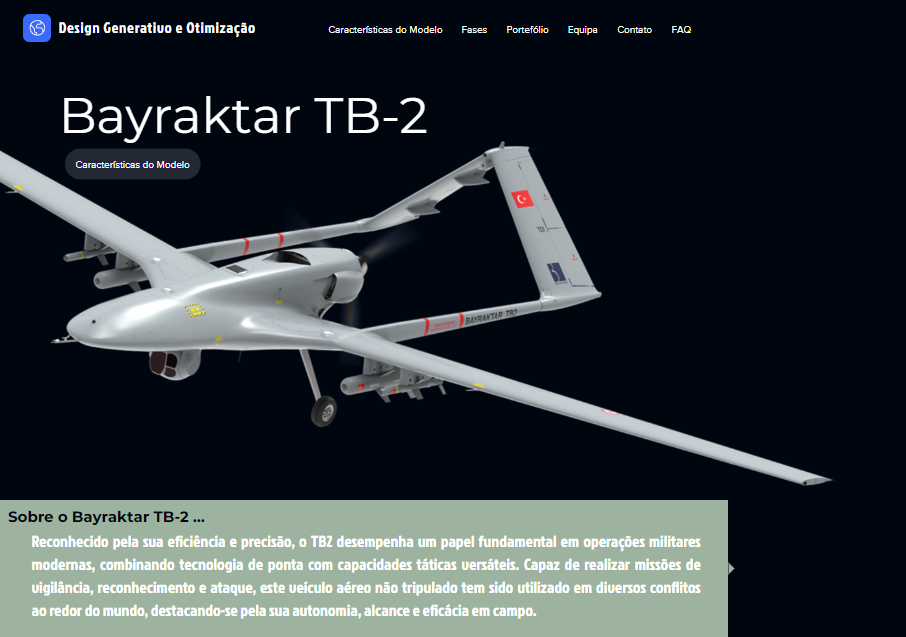 Design Generativo e Otimização
Características do Modelo Fases Portefólio Equipa Contato FAQ
Bayraktar TB-2
Características do Modelo
BAYRAKTAR TB2
Sobre o Bayraktar TB-2 ...
Reconhecido pela sua eficiência e precisão, o TB2 desempenha um papel fundamental em operações militares
modernas, combinando tecnologia de ponta com capacidades táticas versáteis. Capaz de realizar missões de
vigilância, reconhecimento e ataque, este veículo aéreo não tripulado tem sido utilizado em diversos conflitos
ao redor do mundo, destacando-se pela sua autonomia, alcance e eficácia em campo.